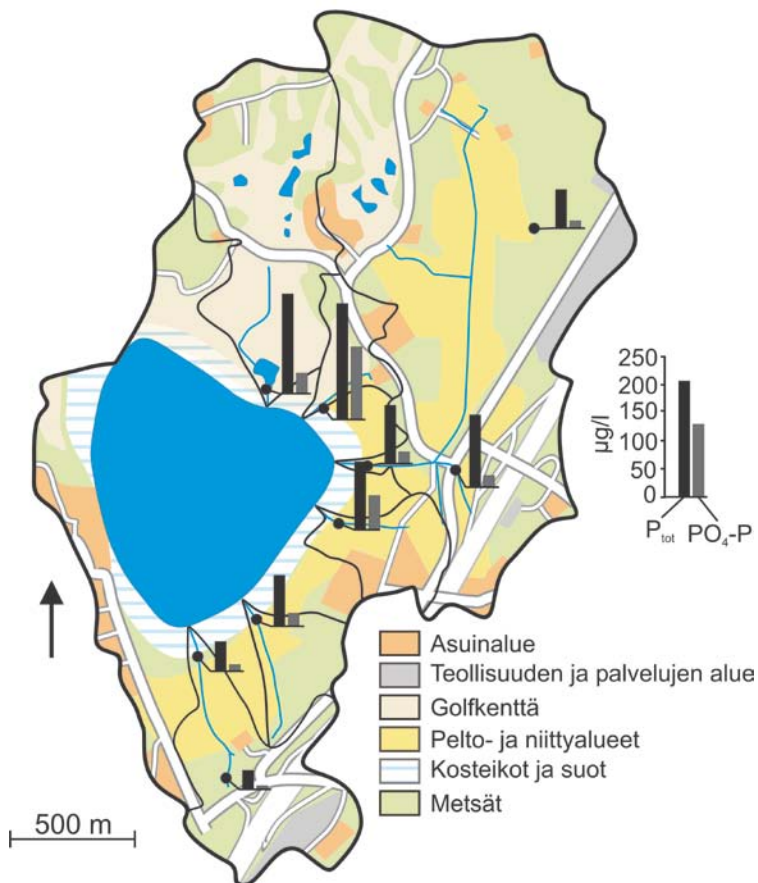 250
200
150
100
50
0
µg/l
Ptot PO4-P
Asuinalue
Teollisuuden ja palvelujen alue
Golfkenttä
Pelto- ja niittyalueet
Kosteikot ja suot
Metsät
500 m